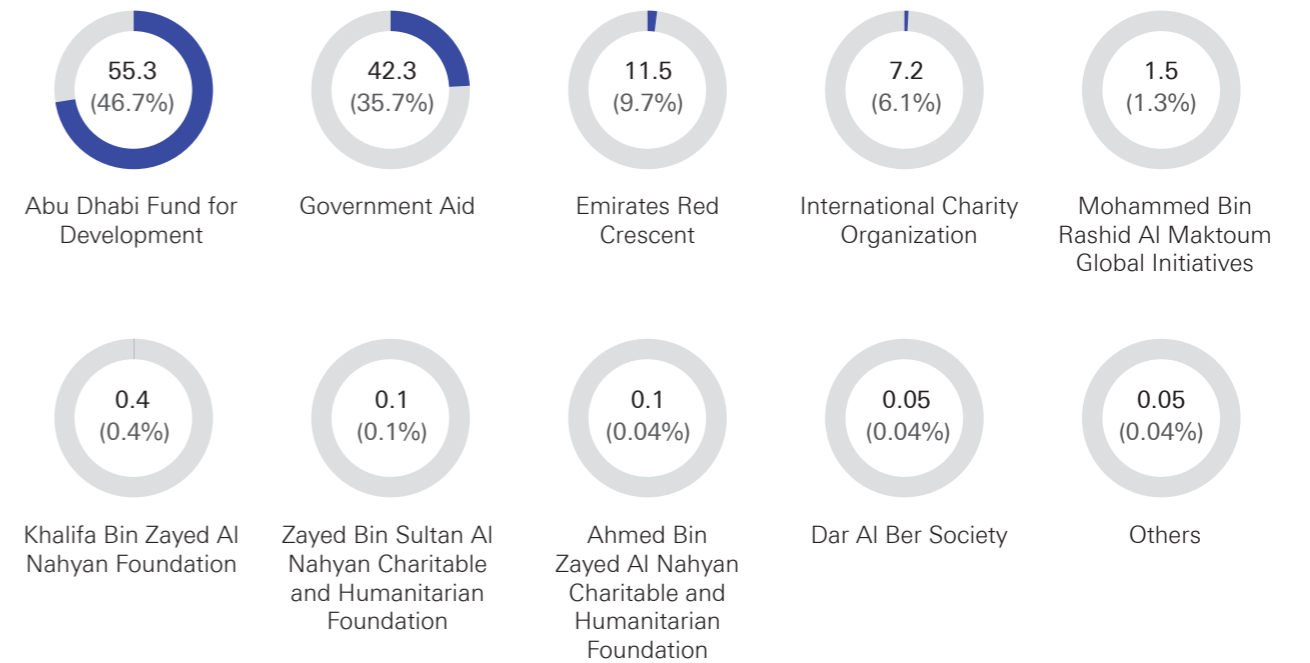 55.3
(46.7%)
Abu Dhabi Fund for
Development
42.3
(35.7%)
Government Aid
11.5
(9.7%)
Emirates Red
Crescent
7.2
(6.1%)
International Charity
Organization
1.5
(1.3%)
Mohammed Bin
Rashid Al Maktoum
Global Initiatives
0.4
(0.4%)
Khalifa Bin Zayed Al
Nahyan Foundation
0.1
(0.1%)
Zayed Bin Sultan Al
Nahyan Charitable
and Humanitarian
Foundation
0.1
(0.04%)
Ahmed Bin
Zayed Al Nahyan
Charitable and
Humanitarian
Foundation
0.05
(0.04%)
Dar Al Ber Society
0.05
(0.04%)
Others